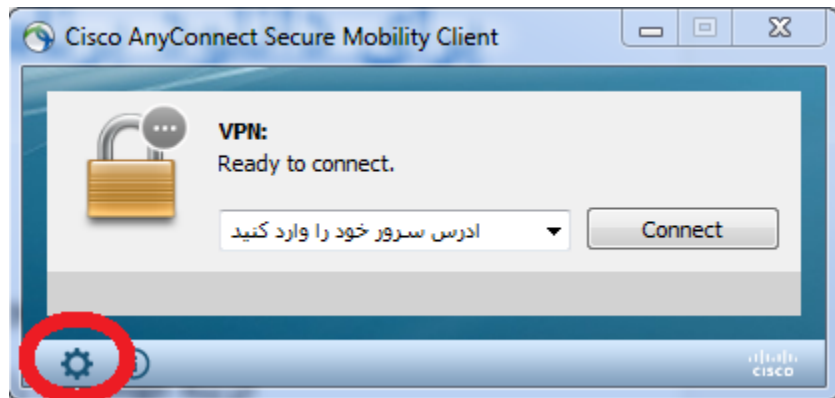 Cisco AnyConnect Secure Mobility Client
VPN:
Ready to connect.
ادرس سرور خود را وارد کنید
Connect
CISCO